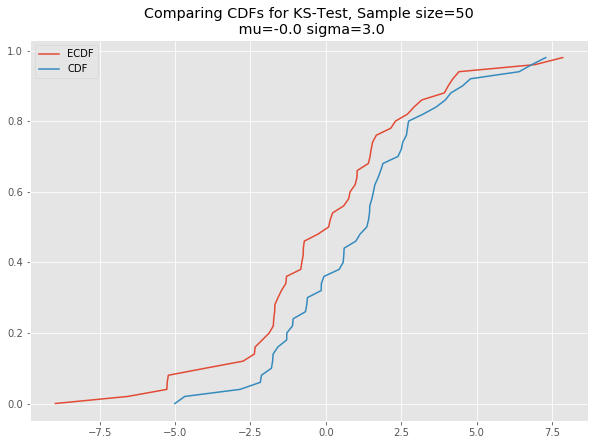 Comparing CDFs for KS-Test, Sample size=50
mu=-0.0 sigma=3.0
ECDF
CDF
1.0
0.8
0.6
0.4
0.2
0.0
−7.5 −5.0 −2.5 0.0 2.5 5.0 7.5